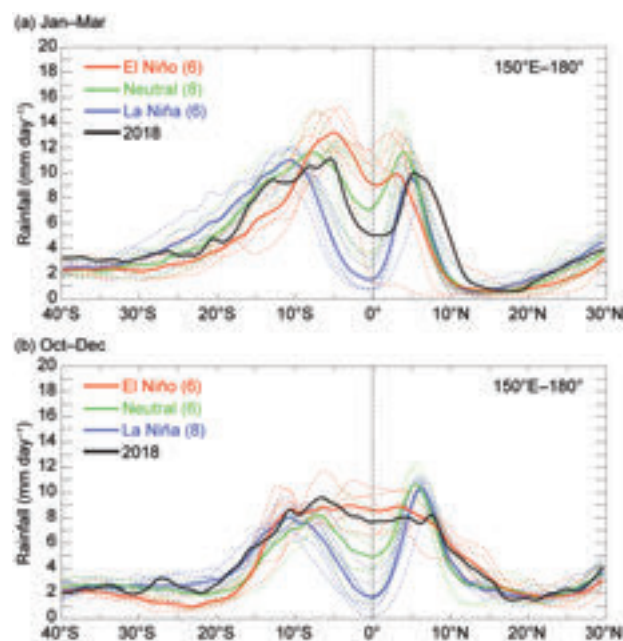 (a) Jan–Mar
20
18
16
14
12
10
8
6
4
2
0
Rainfall (mm day⁻¹)
El Niño (6)
Neutral (8)
La Niña (6)
2018
150°E–180°
40°S 30°S 20°S 10°S 0° 10°N 20°N 30°N
(b) Oct–Dec
20
18
16
14
12
10
8
6
4
2
0
Rainfall (mm day⁻¹)
El Niño (6)
Neutral (6)
La Niña (8)
2018
150°E–180°
40°S 30°S 20°S 10°S 0° 10°N 20°N 30°N